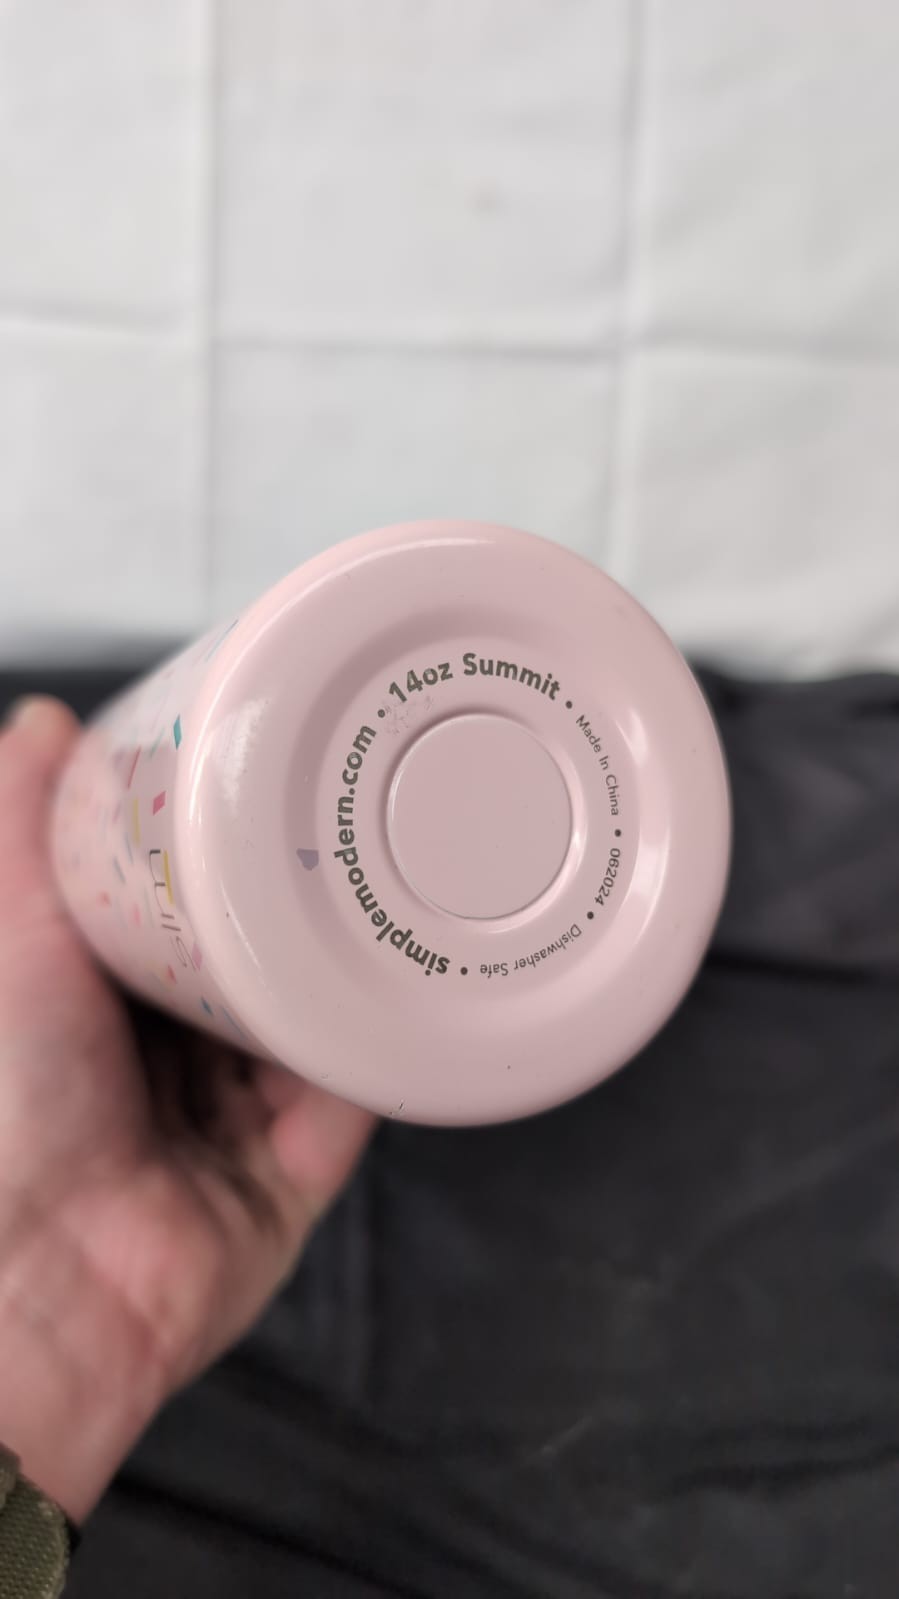 simplemodern.com • 14oz Summit • Made In China • 062024 • Dishwasher Safe •